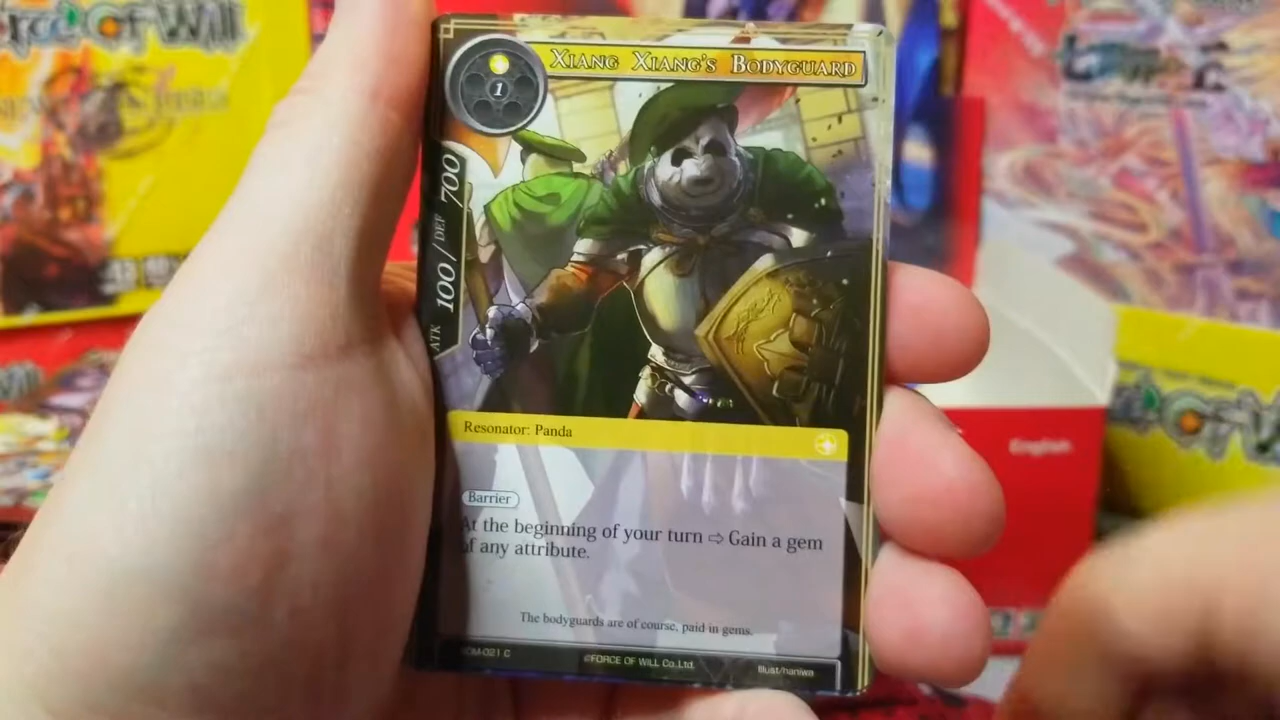 Xiang Xiang's Bodyguard
1
ATK 100 / DEF 700
Resonator: Panda
Barrier
At the beginning of your turn ⇨ Gain a gem
of any attribute.
The bodyguards are of course, paid in gems.
021 C
©FORCE OF WILL Co.,Ltd.
Illust/haniwa
English
of Will